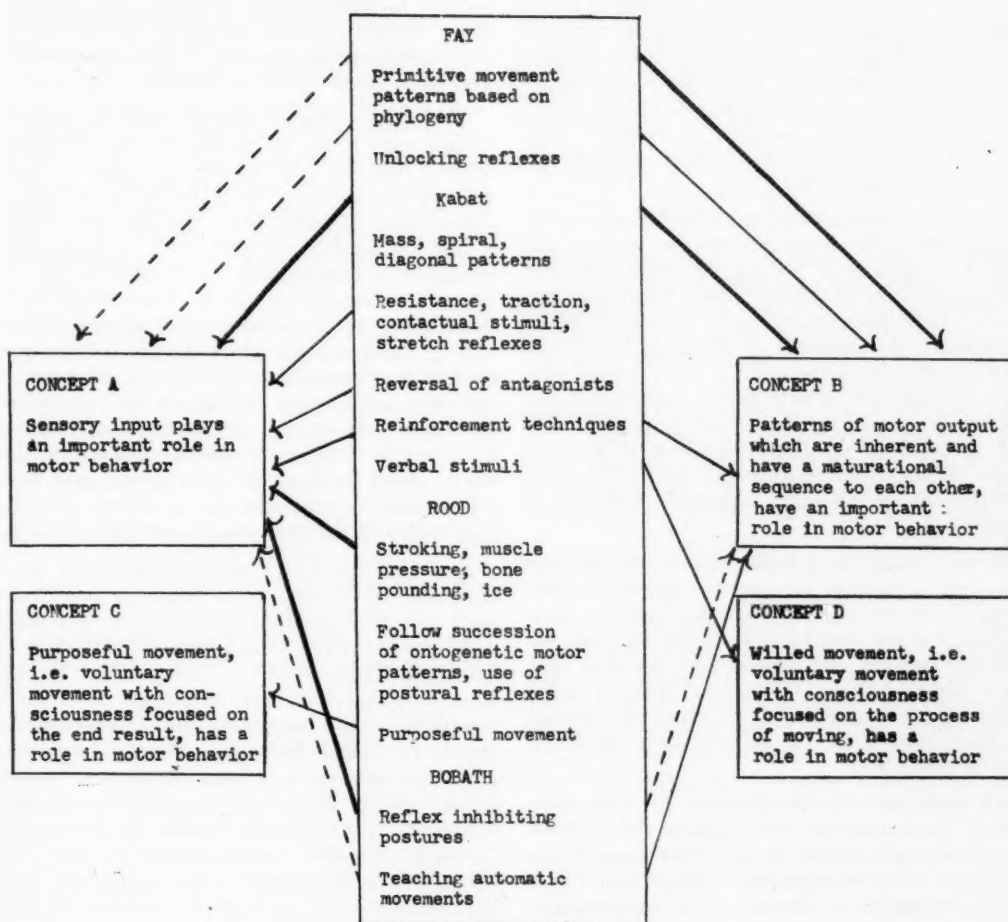 FAY
Primitive movement
patterns based on
phylogeny
Unlocking reflexes
Kabat
Mass, spiral,
diagonal patterns
Resistance, traction,
contactual stimuli,
stretch reflexes
Reversal of antagonists
Reinforcement techniques
Verbal stimuli
ROOD
Stroking, muscle
pressure, bone
pounding, ice
Follow succession
of ontogenetic motor
patterns, use of
postural reflexes
Purposeful movement
BOBATH
Reflex inhibiting
postures
Teaching automatic
movements
CONCEPT A
Sensory input plays
an important role in
motor behavior
CONCEPT C
Purposeful movement,
i.e. voluntary
movement with con-
sciousness focused on
the end result, has a
role in motor behavior
CONCEPT B
Patterns of motor output
which are inherent and
have a maturational
sequence to each other,
have an important :
role in motor behavior
CONCEPT D
Willed movement, i.e.
voluntary movement
with consciousness
focused on the process
of moving, has a
role in motor behavior